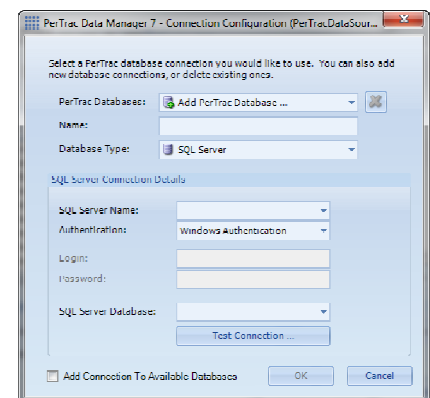 PerTrac Data Manager 7 - Connection Configuration (PerTracDataSour...
Select a PerTrac database connection you would like to use. You can also add
new database connections, or delete existing ones.
PerTrac Databases: Add PerTrac Database ...
Name:
Database Type: SQL Server
SQL Server Connection Details
SQL Server Name:
Authentication: Windows Authentication
Login:
Password:
SQL Server Database:
Test Connection ...
Add Connection To Available Databases OK Cancel